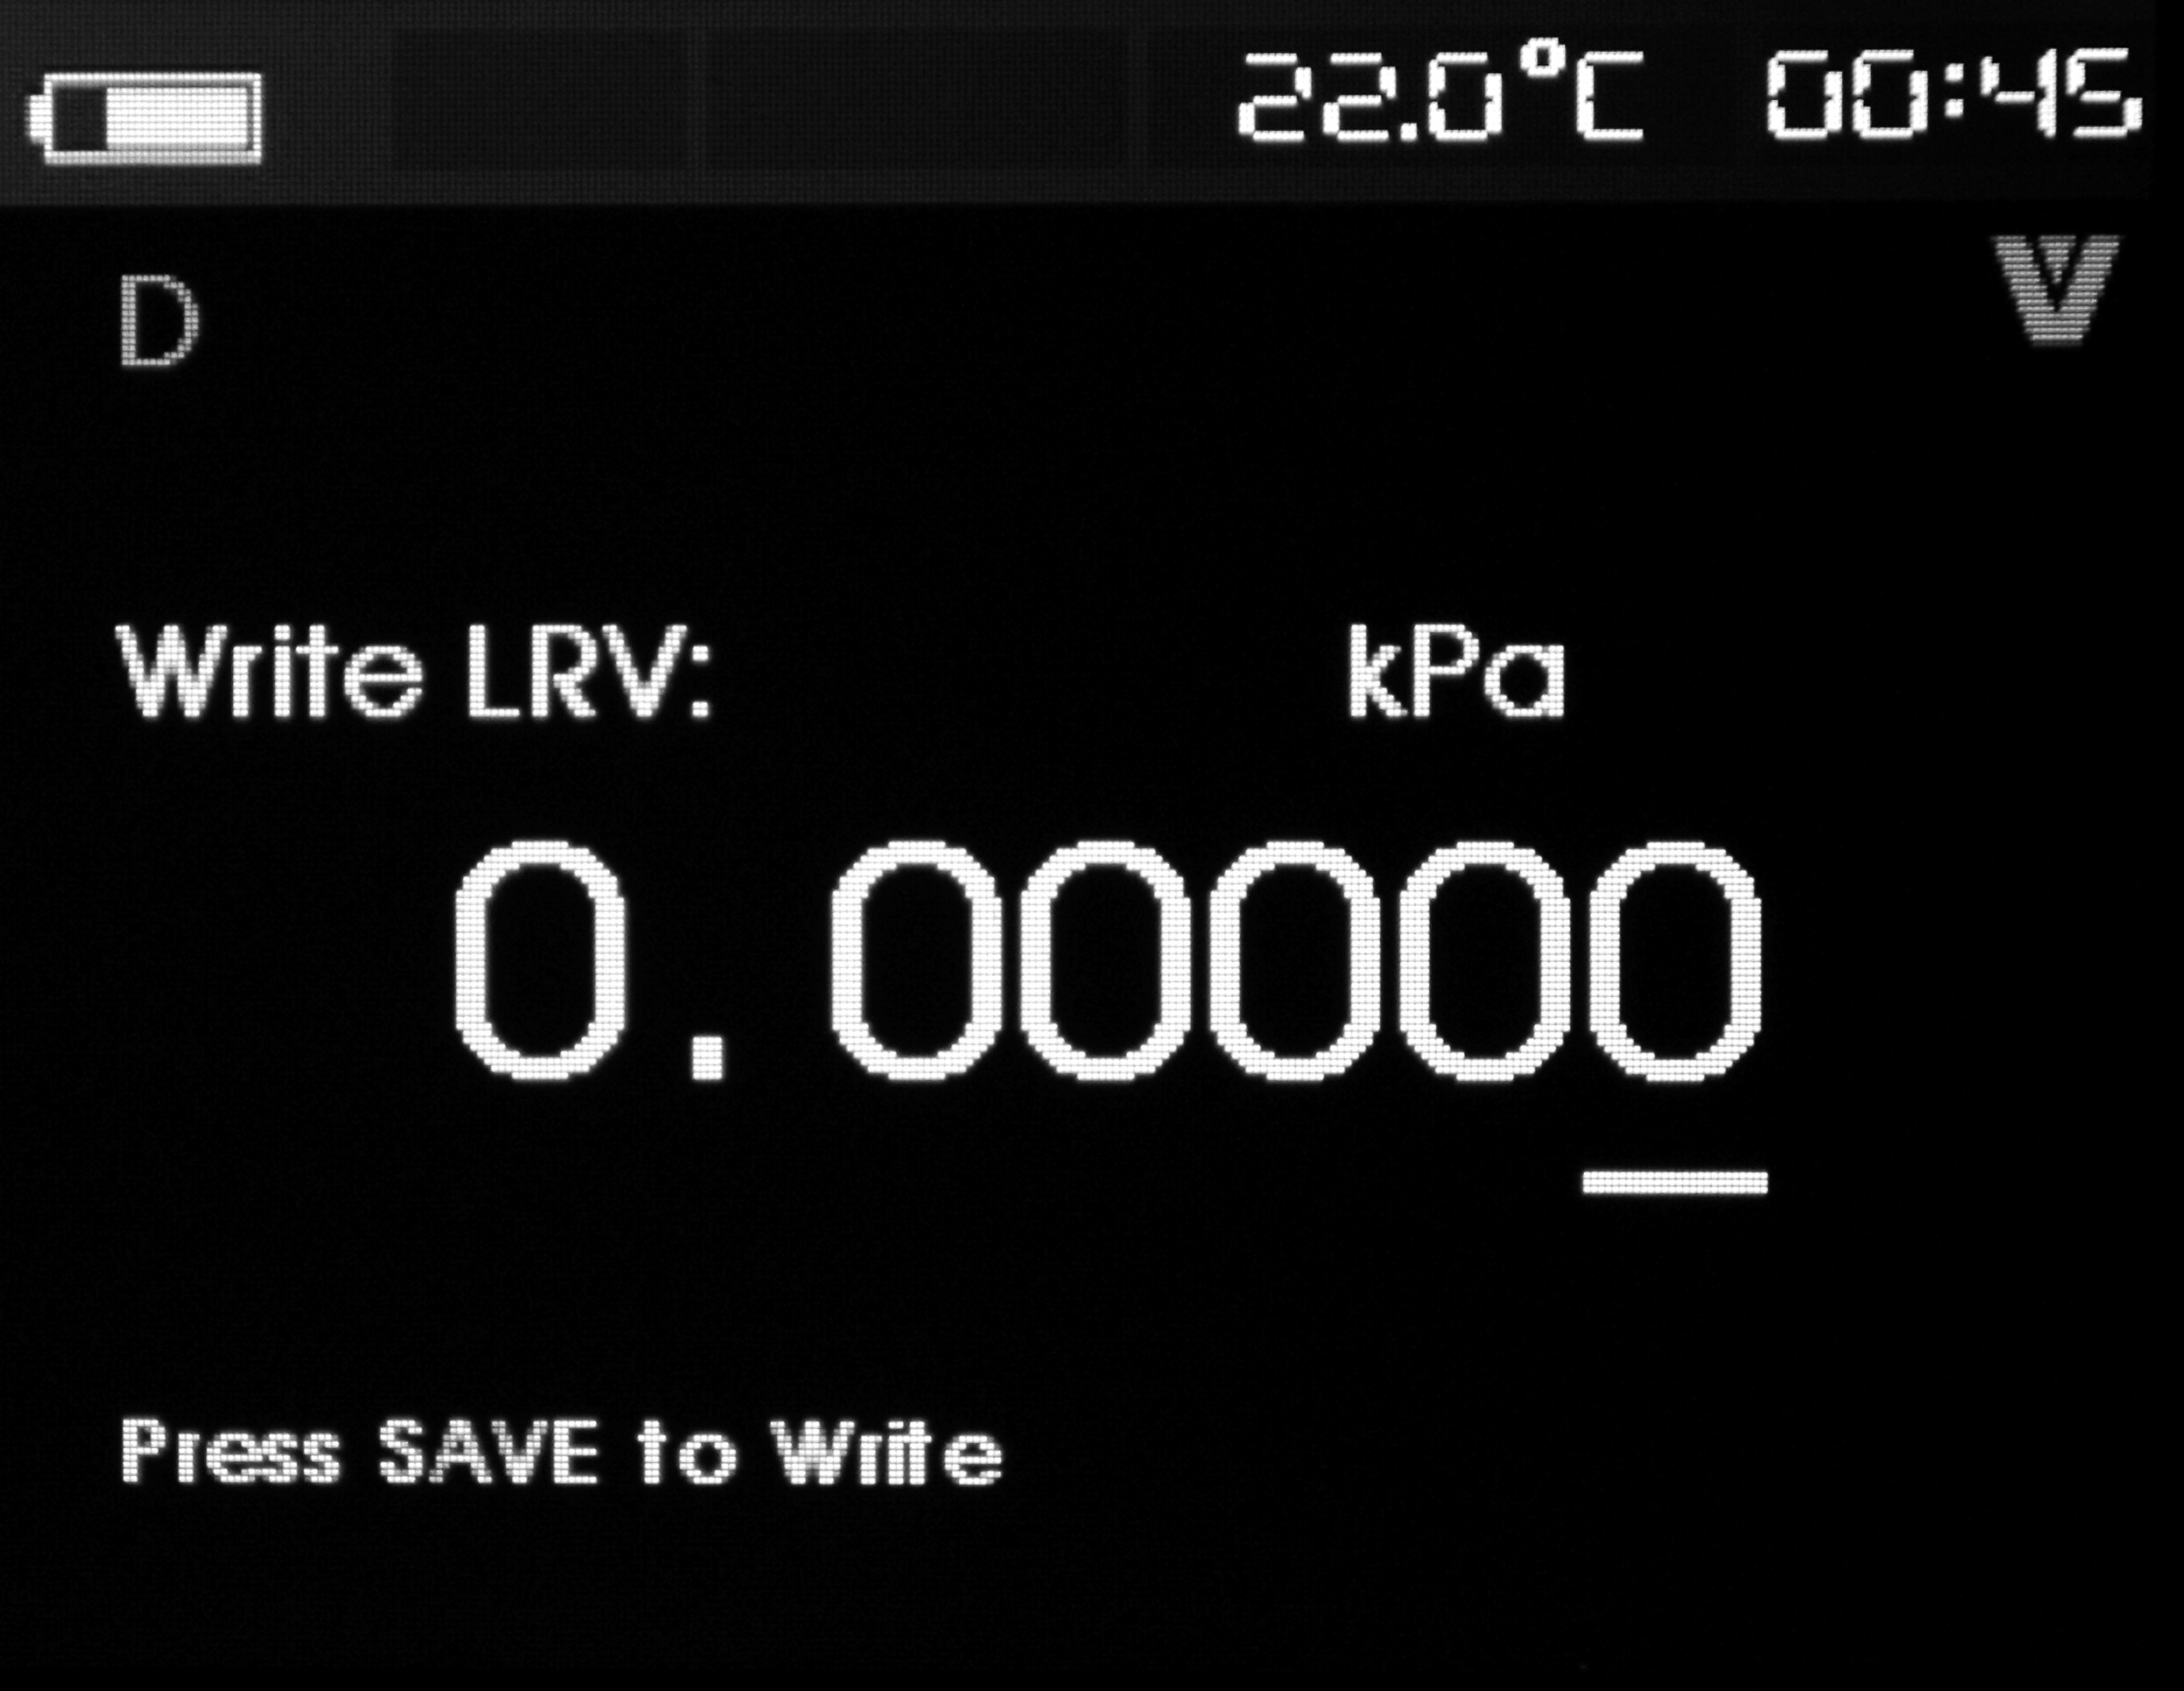 22.0°C 00:45
D V
Write LRV: kPa
0.00000
Press SAVE to Write